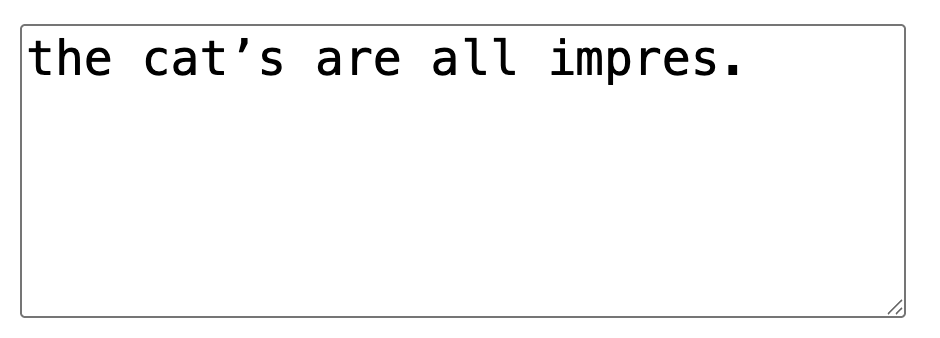 the cat’s are all impres.